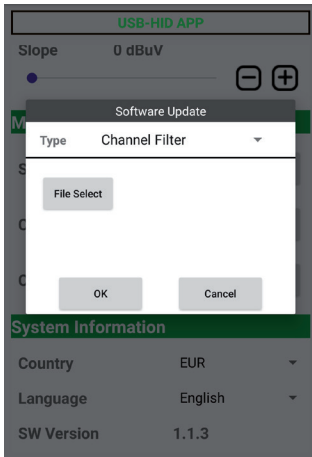 USB-HID APP
Slope 0 dBuV
M
Software Update
Type Channel Filter
S
File Select
C
C
OK Cancel
System Information
Country EUR
Language English
SW Version 1.1.3